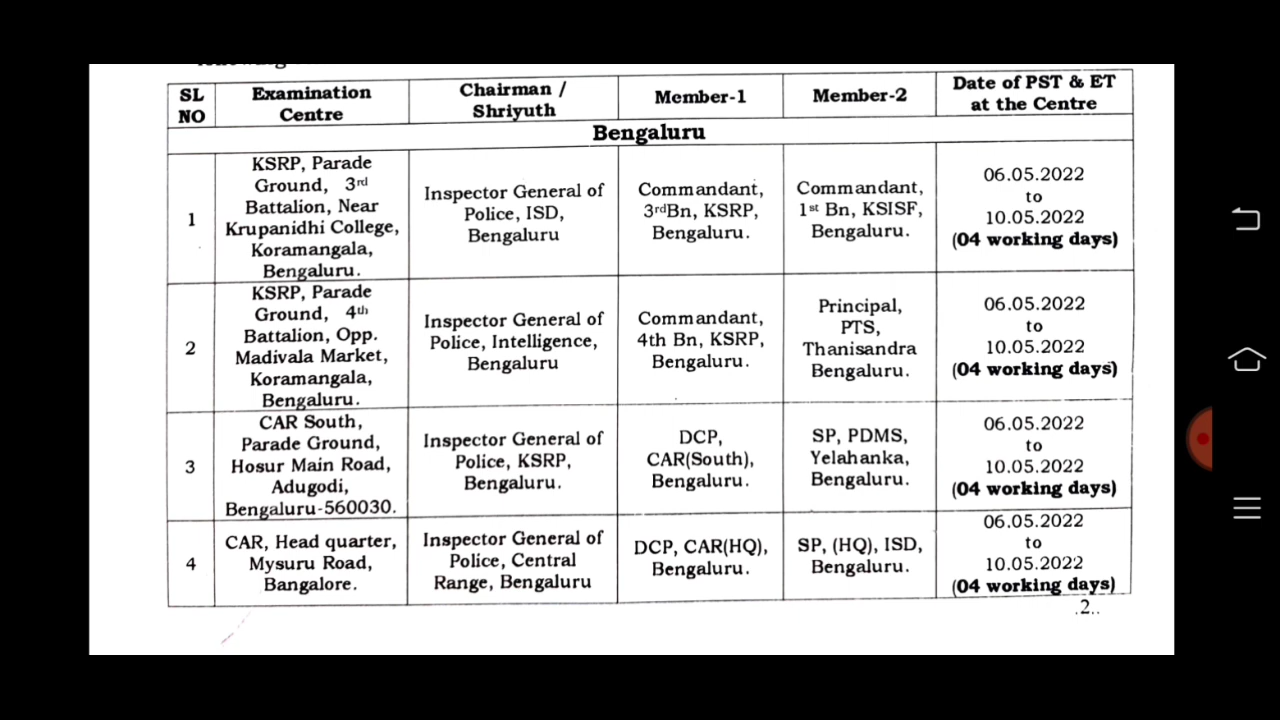 SL NO
Examination Centre
Chairman / Shriyuth
Member-1
Member-2
Date of PST & ET at the Centre
Bengaluru
1
KSRP, Parade
Ground, 3rd
Battalion, Near
Krupanidhi College,
Koramangala,
Bengaluru.
Inspector General of
Police, ISD,
Bengaluru
Commandant,
3rdBn, KSRP,
Bengaluru.
Commandant,
1st Bn, KSISF,
Bengaluru.
06.05.2022
to
10.05.2022
(04 working days)
2
KSRP, Parade
Ground, 4th
Battalion, Opp.
Madivala Market,
Koramangala,
Bengaluru.
Inspector General of
Police, Intelligence,
Bengaluru
Commandant,
4th Bn, KSRP,
Bengaluru.
Principal,
PTS,
Thanisandra
Bengaluru.
06.05.2022
to
10.05.2022
(04 working days)
3
CAR South,
Parade Ground,
Hosur Main Road,
Adugodi,
Bengaluru-560030.
Inspector General of
Police, KSRP,
Bengaluru.
DCP,
CAR(South),
Bengaluru.
SP, PDMS,
Yelahanka,
Bengaluru.
06.05.2022
to
10.05.2022
(04 working days)
4
CAR, Head quarter,
Mysuru Road,
Bangalore.
Inspector General of
Police, Central
Range, Bengaluru
DCP, CAR(HQ),
Bengaluru.
SP, (HQ), ISD,
Bengaluru.
06.05.2022
to
10.05.2022
(04 working days)
.2..